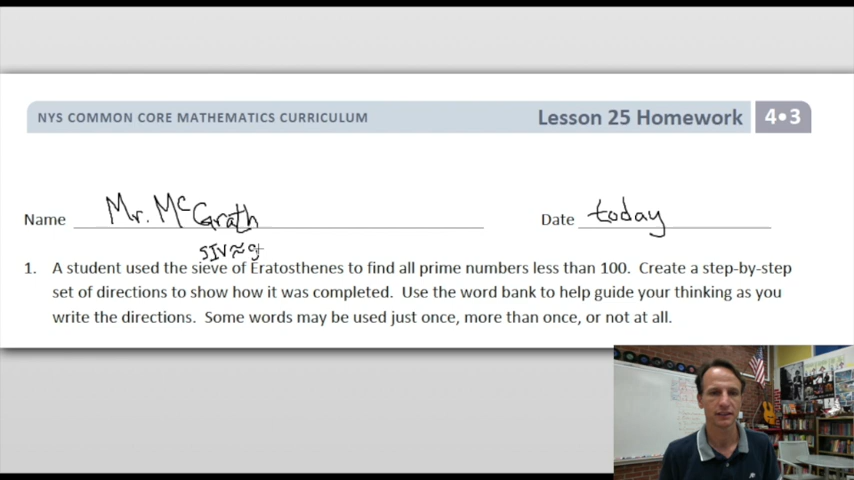 NYS COMMON CORE MATHEMATICS CURRICULUM Lesson 25 Homework 4•3
Name Mr. McGrath Date today
SIV≈
1. A student used the sieve of Eratosthenes to find all prime numbers less than 100. Create a step-by-step
set of directions to show how it was completed. Use the word bank to help guide your thinking as you
write the directions. Some words may be used just once, more than once, or not at all.